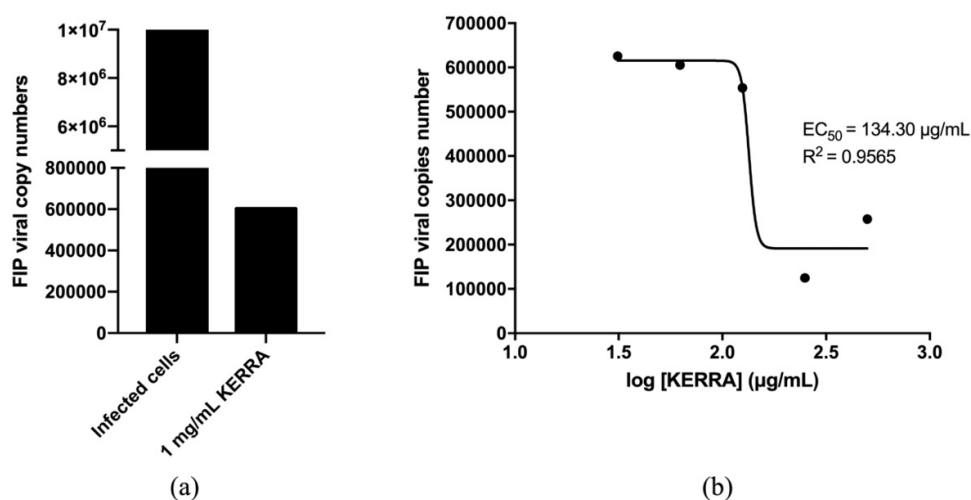 FIP viral copy numbers
1×10⁷
8×10⁶
6×10⁶
800000
600000
400000
200000
0
Infected cells
1 mg/mL KERRA
(a)
FIP viral copies number
700000
600000
500000
400000
300000
200000
100000
0
EC₅₀ = 134.30 µg/mL
R² = 0.9565
1.0 1.5 2.0 2.5 3.0
log [KERRA] (µg/mL)
(b)